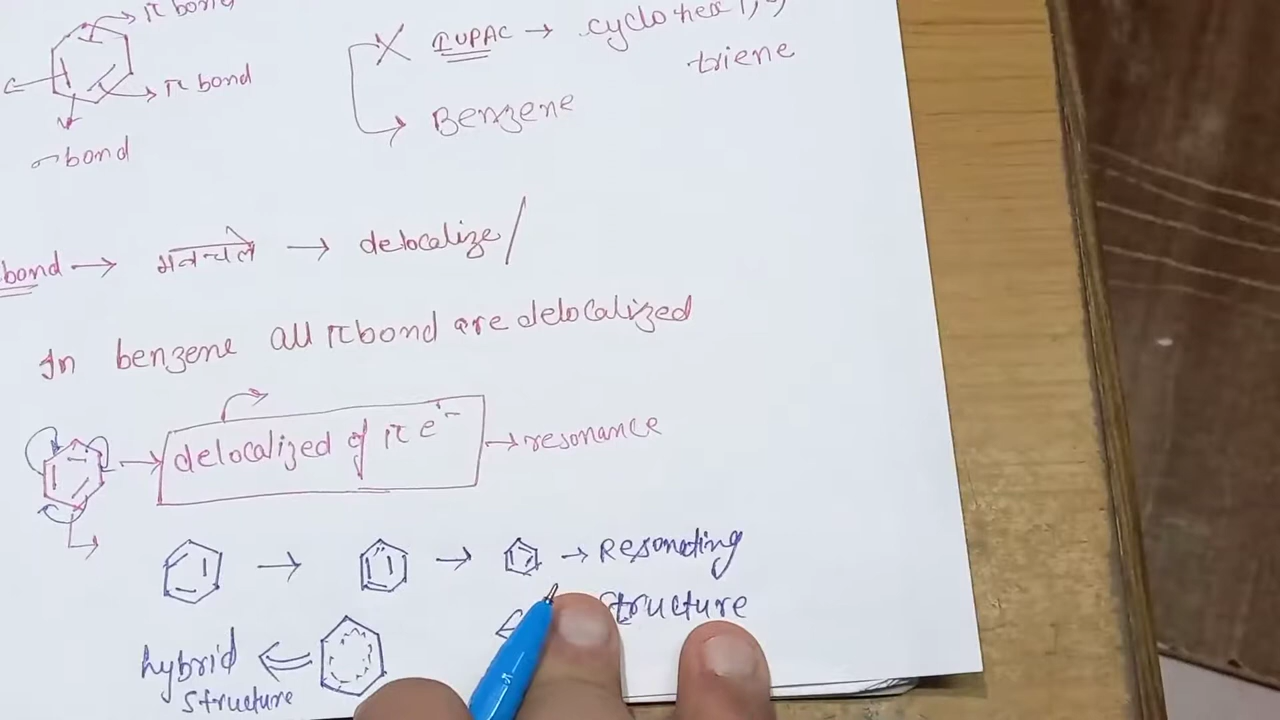 π bond
IUPAC → cyclohex
triene
c
π bond
Benzene
σ bond
bond → मनचले → delocalize/
In benzene all π bond are delocalized
→ delocalized of π e⁻ → resonance
→ → → Resonating
structure
hybrid
structure